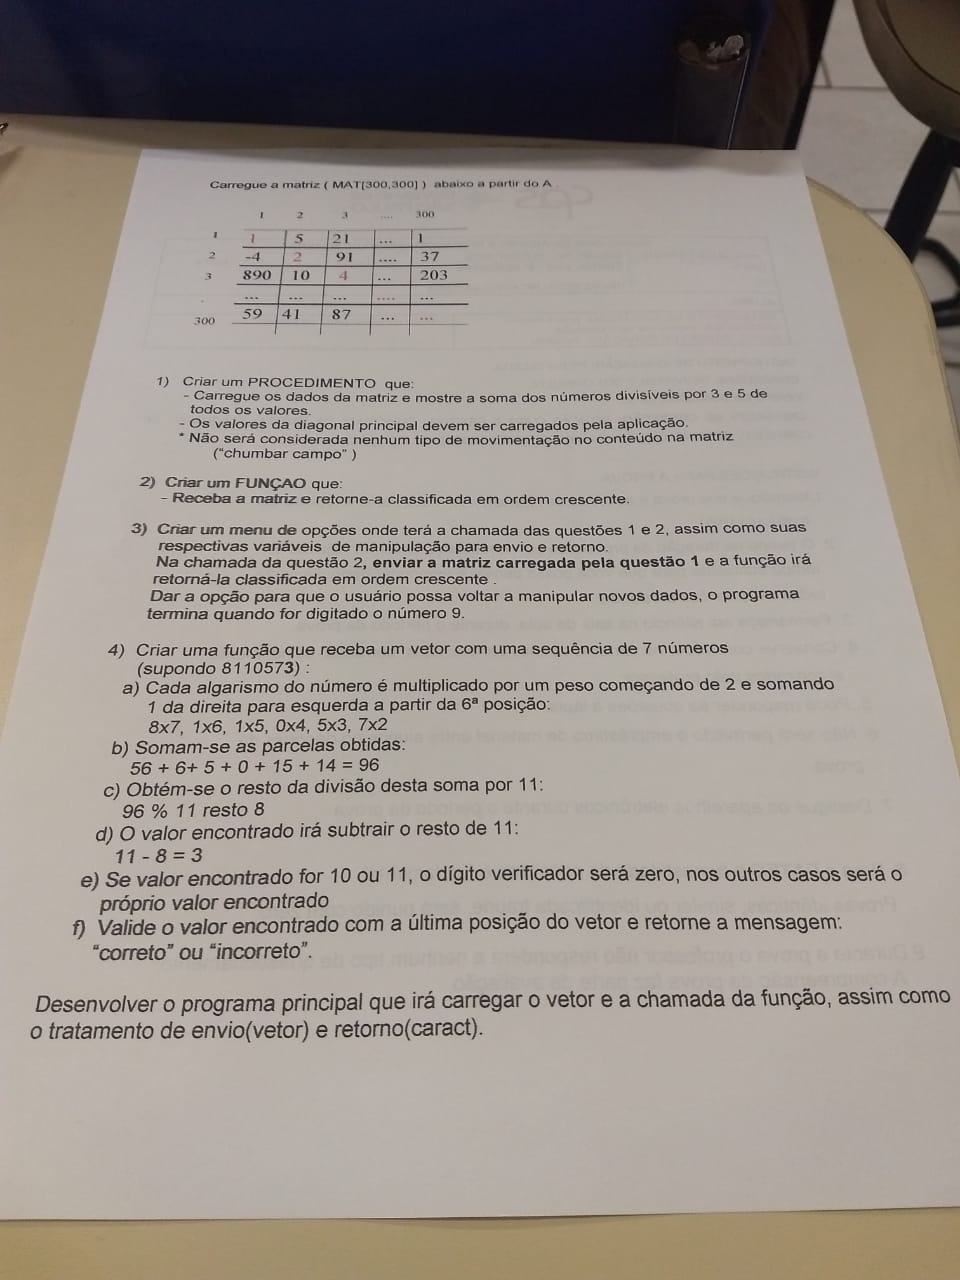 Carregue a matriz ( MAT[300,300] ) abaixo a partir do A .
1 2 3 .... 300
1 1 5 21 ... 1
2 -4 2 91 .... 37
3 890 10 4 ... 203
. ... ... ... .... ...
300 59 41 87 ... ...
1) Criar um PROCEDIMENTO que:
- Carregue os dados da matriz e mostre a soma dos números divisíveis por 3 e 5 de
todos os valores.
- Os valores da diagonal principal devem ser carregados pela aplicação.
* Não será considerada nenhum tipo de movimentação no conteúdo na matriz
("chumbar campo" )
2) Criar um FUNÇAO que:
- Receba a matriz e retorne-a classificada em ordem crescente.
3) Criar um menu de opções onde terá a chamada das questões 1 e 2, assim como suas
respectivas variáveis de manipulação para envio e retorno.
Na chamada da questão 2, enviar a matriz carregada pela questão 1 e a função irá
retorná-la classificada em ordem crescente .
Dar a opção para que o usuário possa voltar a manipular novos dados, o programa
termina quando for digitado o número 9.
4) Criar uma função que receba um vetor com uma sequência de 7 números
(supondo 8110573) :
a) Cada algarismo do número é multiplicado por um peso começando de 2 e somando
1 da direita para esquerda a partir da 6ª posição:
8x7, 1x6, 1x5, 0x4, 5x3, 7x2
b) Somam-se as parcelas obtidas:
56 + 6+ 5 + 0 + 15 + 14 = 96
c) Obtém-se o resto da divisão desta soma por 11:
96 % 11 resto 8
d) O valor encontrado irá subtrair o resto de 11:
11 - 8 = 3
e) Se valor encontrado for 10 ou 11, o dígito verificador será zero, nos outros casos será o
próprio valor encontrado
f) Valide o valor encontrado com a última posição do vetor e retorne a mensagem:
"correto" ou "incorreto".
Desenvolver o programa principal que irá carregar o vetor e a chamada da função, assim como
o tratamento de envio(vetor) e retorno(caract).